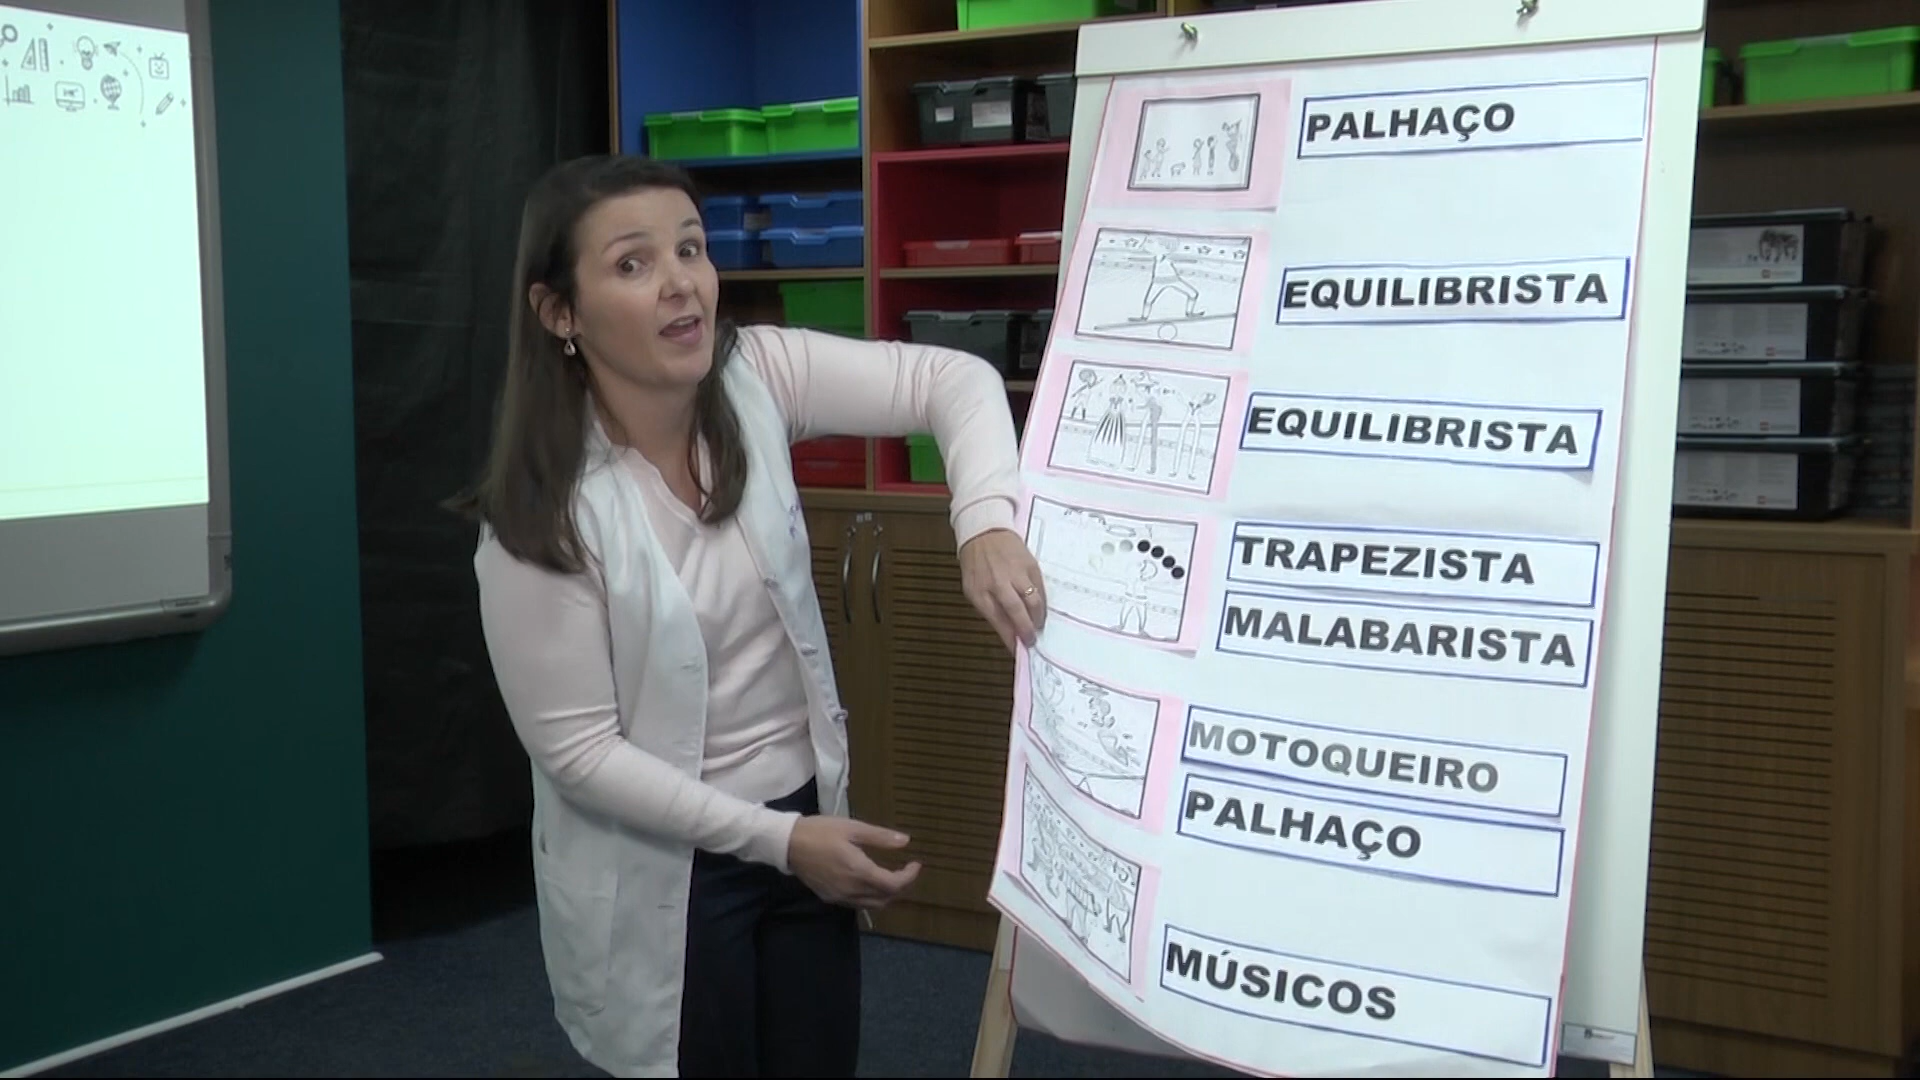 PALHAÇO
EQUILIBRISTA
EQUILIBRISTA
TRAPEZISTA
MALABARISTA
MOTOQUEIRO
PALHAÇO
MÚSICOS